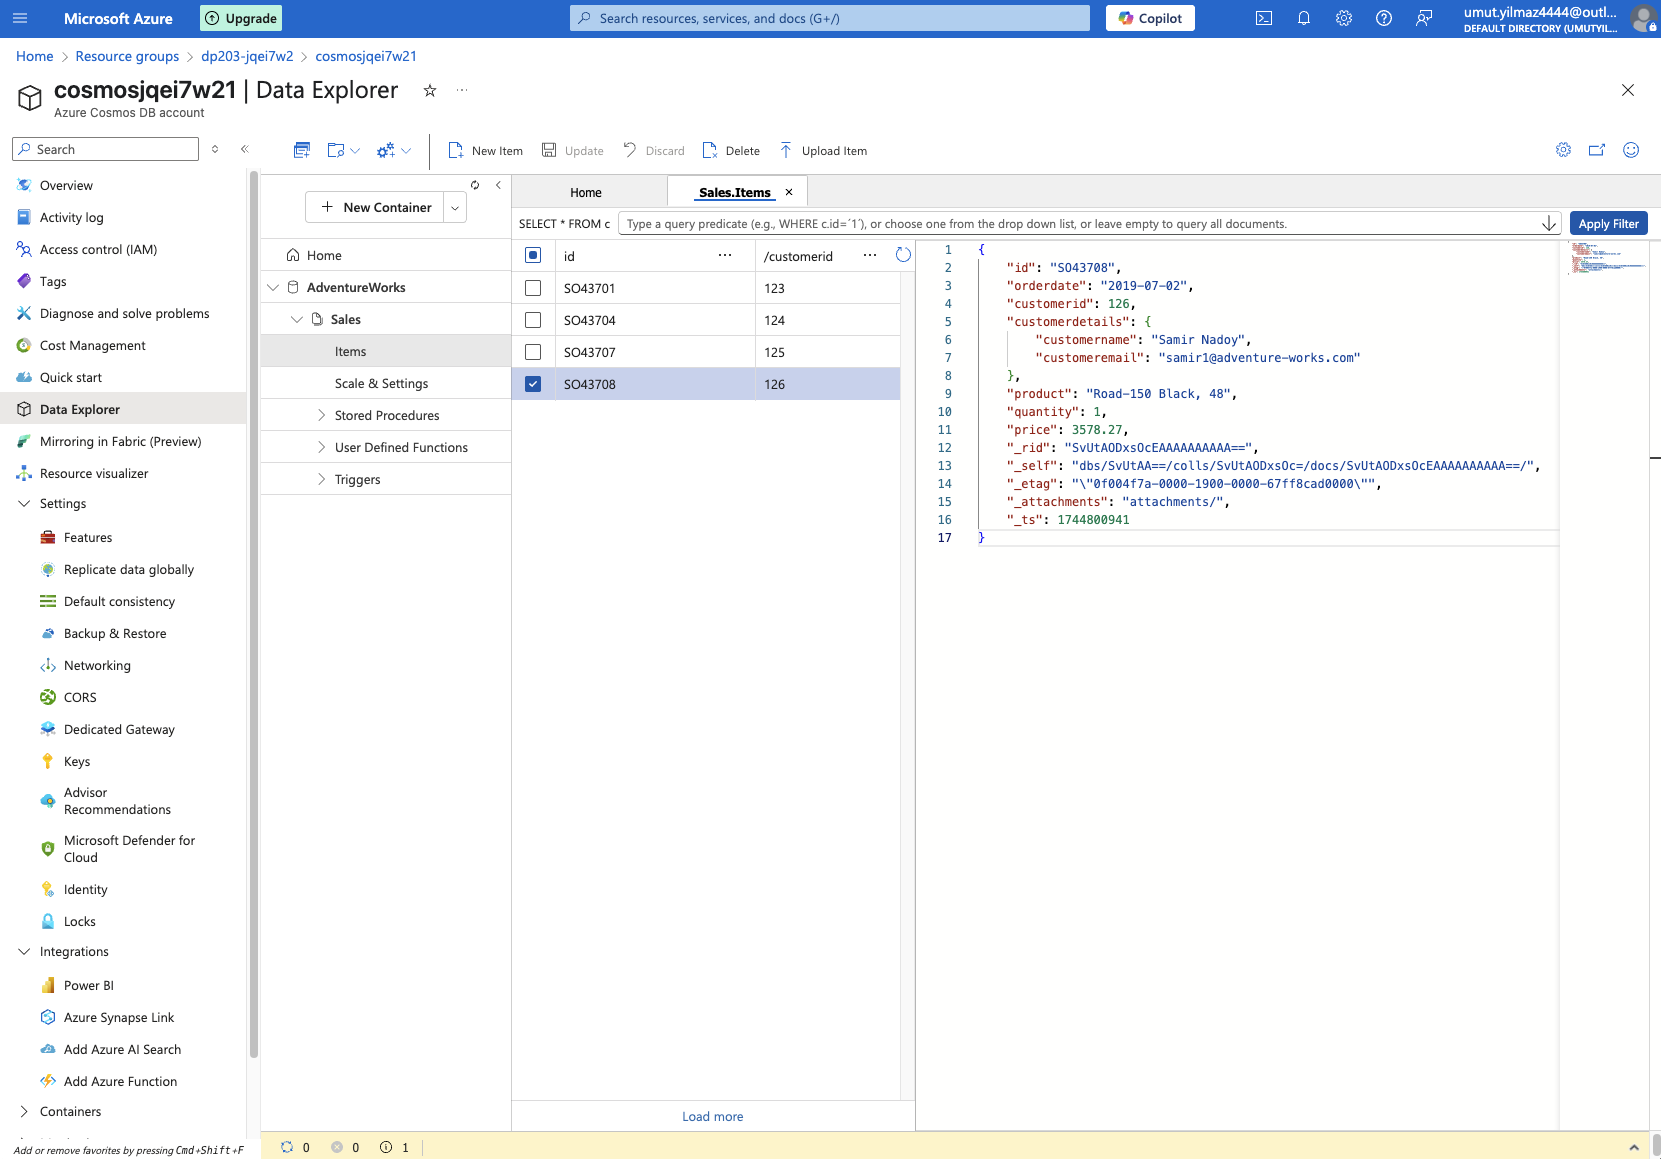 Microsoft Azure
Upgrade
Search resources, services, and docs (G+/)
Copilot
umut.yilmaz4444@outl...
DEFAULT DIRECTORY (UMUTYIL...
Home > Resource groups > dp203-jqei7w2 > cosmosjqei7w21
cosmosjqei7w21 | Data Explorer
Azure Cosmos DB account
Search
Overview
Activity log
Access control (IAM)
Tags
Diagnose and solve problems
Cost Management
Quick start
Data Explorer
Mirroring in Fabric (Preview)
Resource visualizer
Settings
Features
Replicate data globally
Default consistency
Backup & Restore
Networking
CORS
Dedicated Gateway
Keys
Advisor
Recommendations
Microsoft Defender for
Cloud
Identity
Locks
Integrations
Power BI
Azure Synapse Link
Add Azure AI Search
Add Azure Function
Containers
Add or remove favorites by pressing Cmd+Shift+F
New Item
Update
Discard
Delete
Upload Item
New Container
Home
AdventureWorks
Sales
Items
Scale & Settings
Stored Procedures
User Defined Functions
Triggers
Home
Sales.Items
SELECT * FROM c
Type a query predicate (e.g., WHERE c.id=´1´), or choose one from the drop down list, or leave empty to query all documents.
Apply Filter
id ... /customerid ...
SO43701 123
SO43704 124
SO43707 125
SO43708 126
Load more
1 {
2 "id": "SO43708",
3 "orderdate": "2019-07-02",
4 "customerid": 126,
5 "customerdetails": {
6 "customername": "Samir Nadoy",
7 "customeremail": "samir1@adventure-works.com"
8 },
9 "product": "Road-150 Black, 48",
10 "quantity": 1,
11 "price": 3578.27,
12 "_rid": "SvUtAODxsOcEAAAAAAAAAA==",
13 "_self": "dbs/SvUtAA==/colls/SvUtAODxsOc=/docs/SvUtAODxsOcEAAAAAAAAAA==/",
14 "_etag": "\"0f004f7a-0000-1900-0000-67ff8cad0000\"",
15 "_attachments": "attachments/",
16 "_ts": 1744800941
17 }
0 0 1